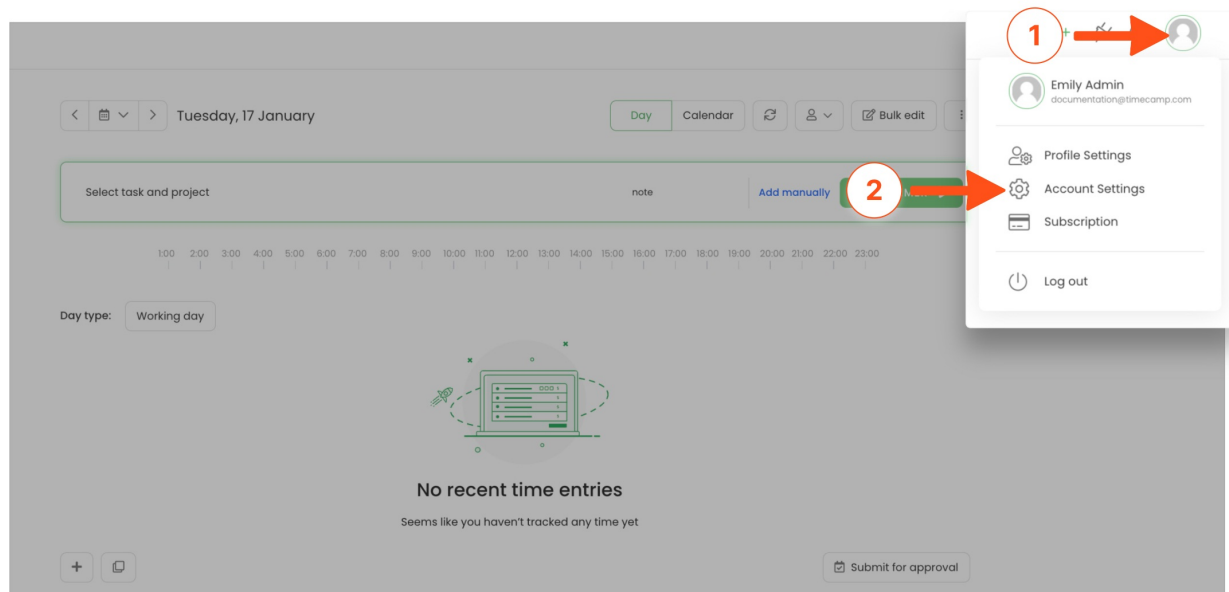 1
Tuesday, 17 January
Day
Calendar
Bulk edit
Emily Admin
documentation@timecamp.com
Profile Settings
Account Settings
Subscription
Log out
Select task and project
note
Add manually
2
1:00 2:00 3:00 4:00 5:00 6:00 7:00 8:00 9:00 10:00 11:00 12:00 13:00 14:00 15:00 16:00 17:00 18:00 19:00 20:00 21:00 22:00 23:00
Day type:
Working day
No recent time entries
Seems like you haven't tracked any time yet
Submit for approval